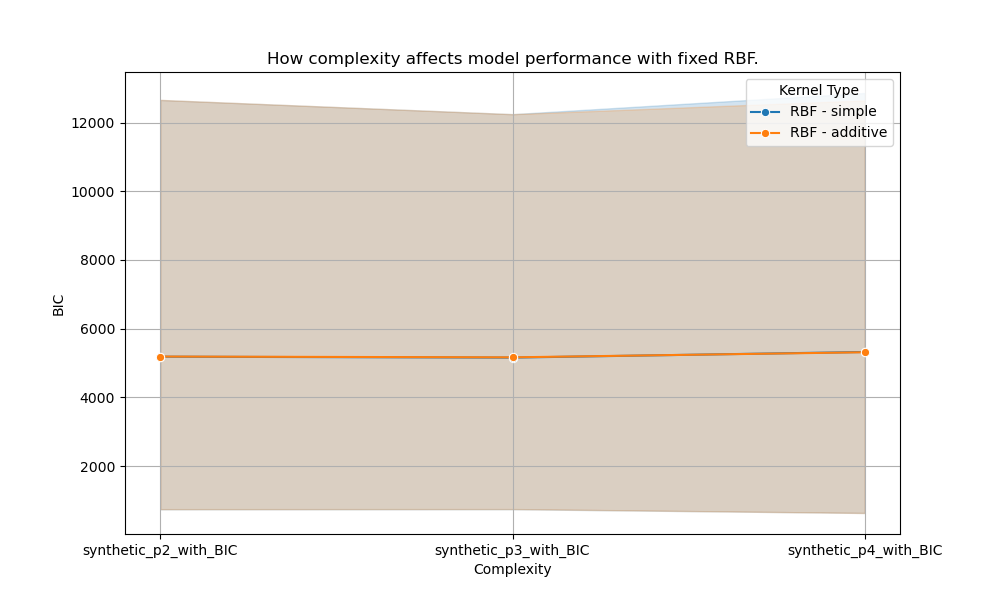 How complexity affects model performance with fixed RBF.
Kernel Type
RBF - simple
RBF - additive
BIC
12000
10000
8000
6000
4000
2000
synthetic_p2_with_BIC
synthetic_p3_with_BIC
synthetic_p4_with_BIC
Complexity